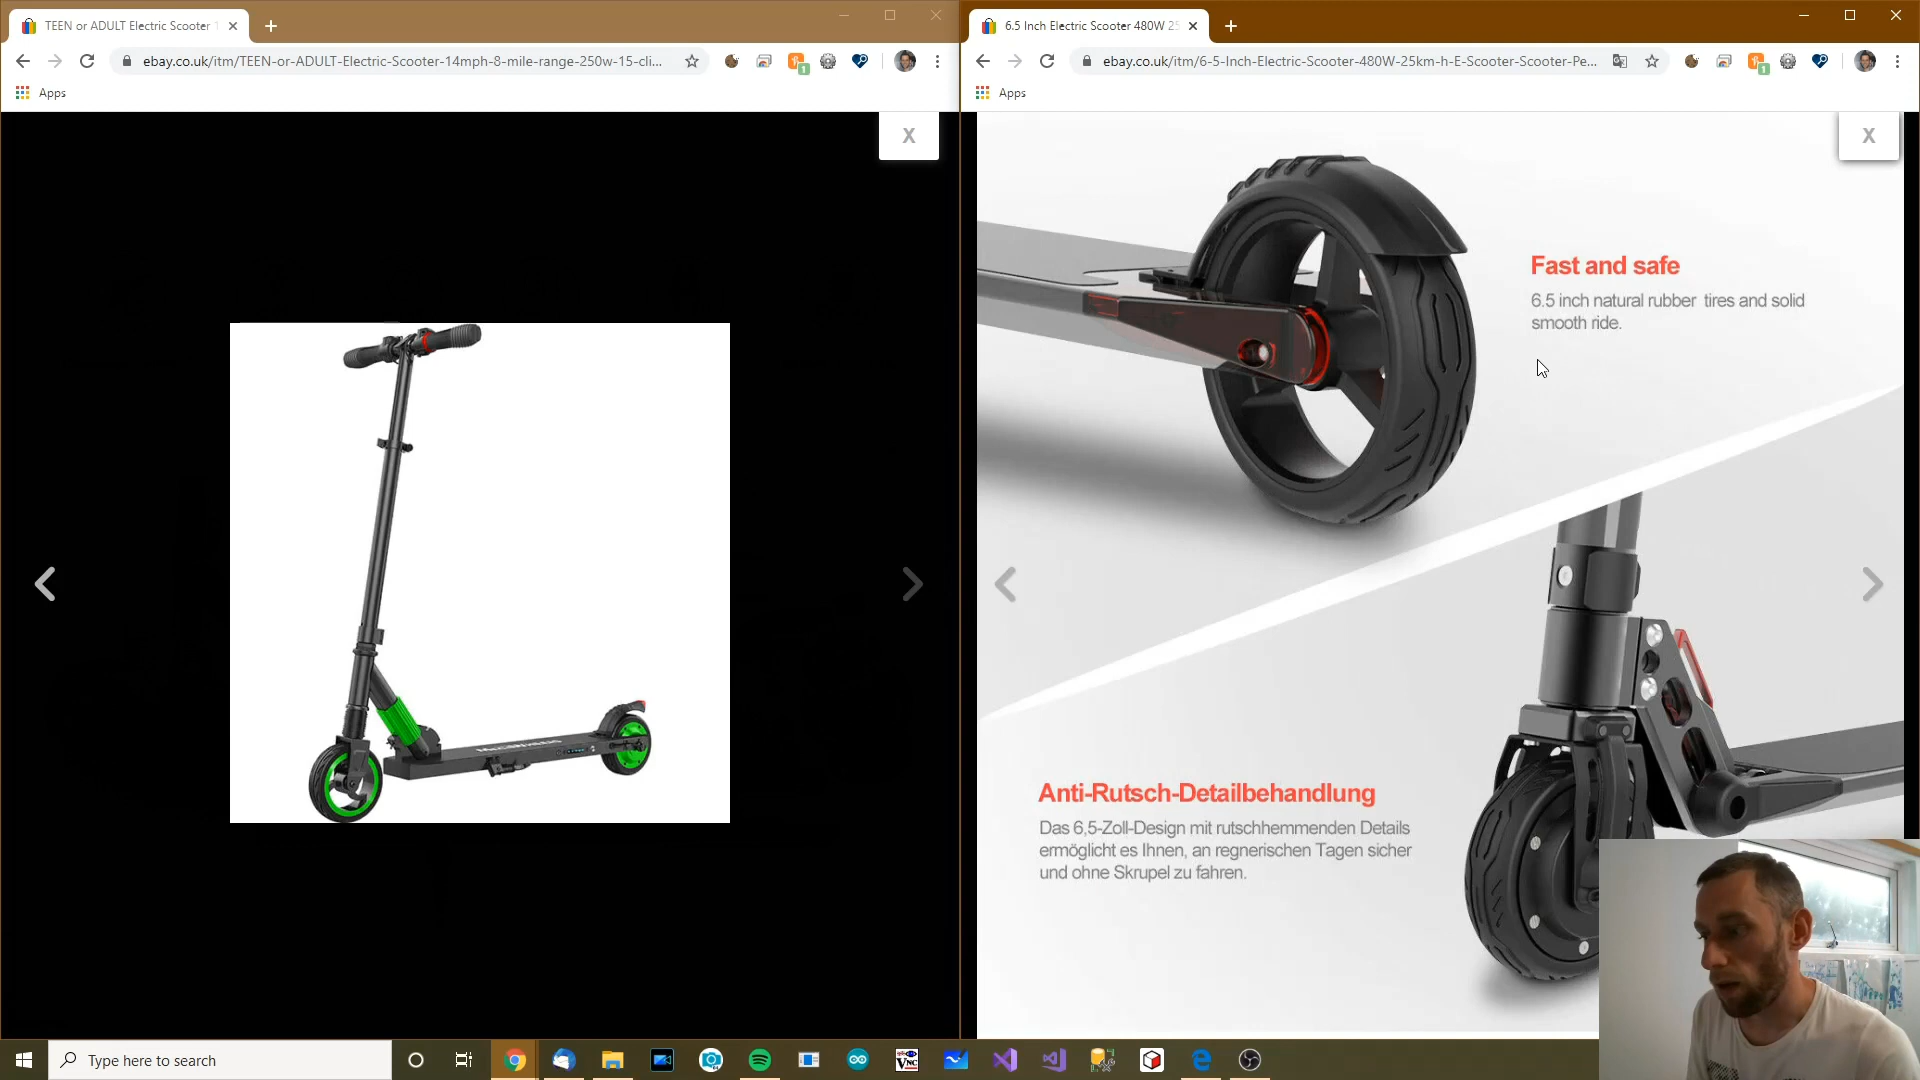 TEEN or ADULT Electric Scooter
6.5 Inch Electric Scooter 480W 25
ebay.co.uk/itm/TEEN-or-ADULT-Electric-Scooter-14mph-8-mile-range-250w-15-cli...
ebay.co.uk/itm/6-5-Inch-Electric-Scooter-480W-25km-h-E-Scooter-Scooter-Pe...
1
1
Apps
Apps
X
X
Fast and safe
6.5 inch natural rubber tires and solid
smooth ride.
Anti-Rutsch-Detailbehandlung
Das 6,5-Zoll-Design mit rutschhemmenden Details
ermöglicht es Ihnen, an regnerischen Tagen sicher
und ohne Skrupel zu fahren.
Type here to search